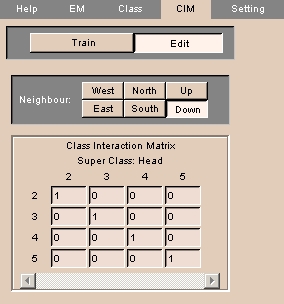 Help EM Class CIM Setting
Train Edit
Neighbour: West North Up
East South Down
Class Interaction Matrix
Super Class: Head
2 3 4 5
2 1 0 0 0
3 0 1 0 0
4 0 0 1 0
5 0 0 0 1